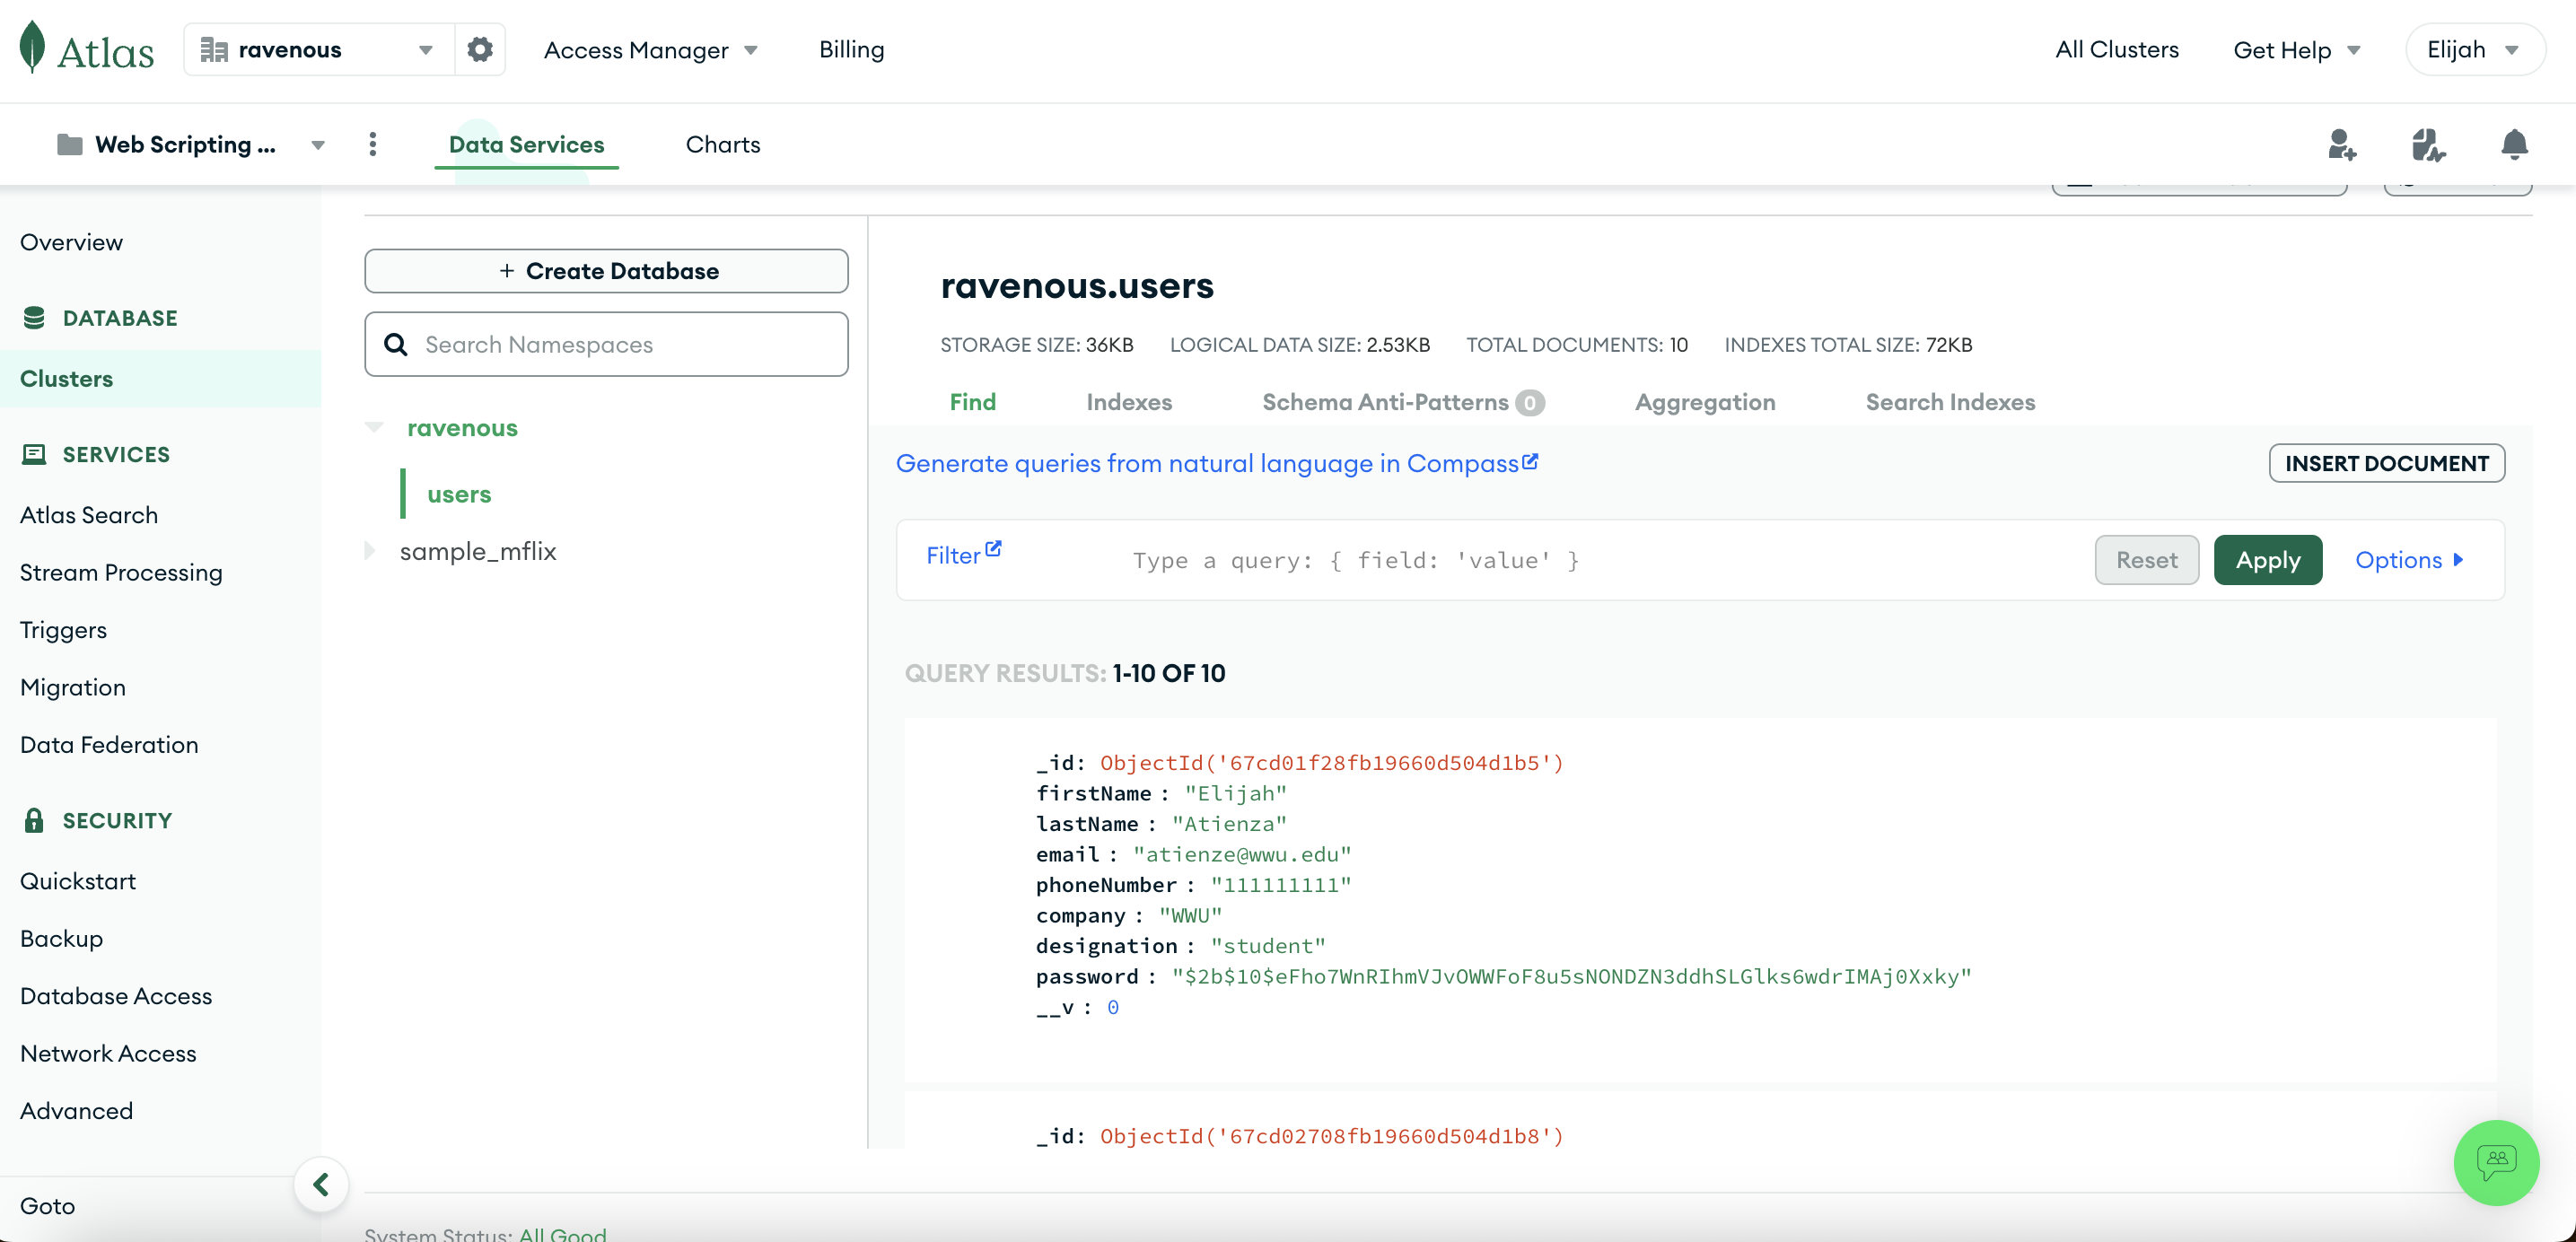 Atlas
ravenous
Access Manager
Billing
All Clusters
Get Help
Elijah
Web Scripting ...
Data Services
Charts
Overview
DATABASE
Clusters
SERVICES
Atlas Search
Stream Processing
Triggers
Migration
Data Federation
SECURITY
Quickstart
Backup
Database Access
Network Access
Advanced
Goto
+ Create Database
Search Namespaces
ravenous
users
sample_mflix
ravenous.users
STORAGE SIZE: 36KB LOGICAL DATA SIZE: 2.53KB TOTAL DOCUMENTS: 10 INDEXES TOTAL SIZE: 72KB
Find Indexes Schema Anti-Patterns 0 Aggregation Search Indexes
Generate queries from natural language in Compass
INSERT DOCUMENT
Filter Type a query: { field: 'value' } Reset Apply Options
QUERY RESULTS: 1-10 OF 10
_id: ObjectId('67cd01f28fb19660d504d1b5')
firstName : "Elijah"
lastName : "Atienza"
email : "atienze@wwu.edu"
phoneNumber : "111111111"
company : "WWU"
designation : "student"
password : "$2b$10$eFho7WnRIhmVJvOWWFoF8u5sNONDZN3ddhSLGlks6wdrIMAj0Xxky"
__v : 0
_id: ObjectId('67cd02708fb19660d504d1b8')
System Status: All Good